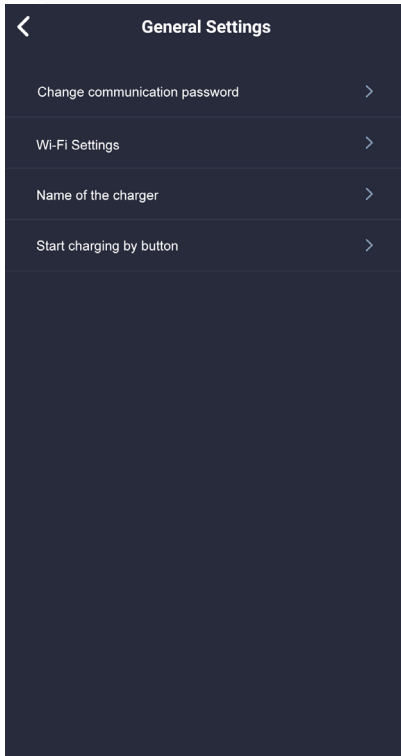 General Settings
Change communication password
Wi-Fi Settings
Name of the charger
Start charging by button